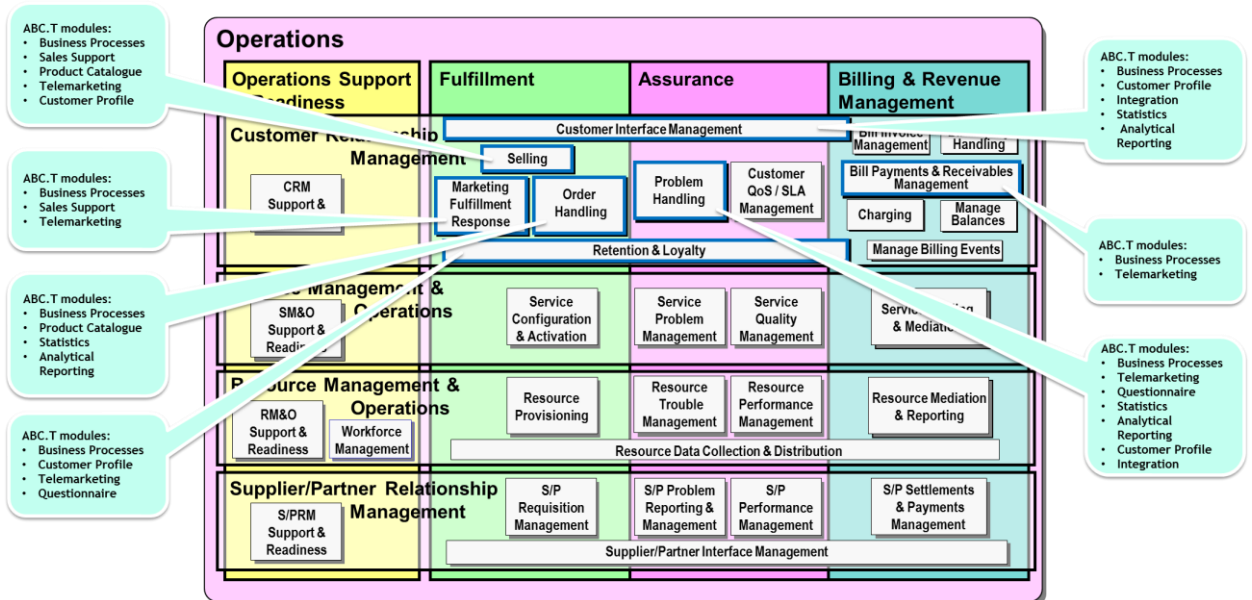 ABC.T modules:
• Business Processes
• Sales Support
• Product Catalogue
• Telemarketing
• Customer Profile
ABC.T modules:
• Business Processes
• Sales Support
• Telemarketing
ABC.T modules:
• Business Processes
• Product Catalogue
• Statistics
• Analytical
Reporting
ABC.T modules:
• Business Processes
• Customer Profile
• Telemarketing
• Questionnaire
Operations
Operations Support
Readiness
Fulfillment
Assurance
Billing & Revenue
Management
Customer
Management
CRM
Support &
Customer Interface Management
Selling
Marketing
Fulfillment
Response
Order
Handling
Problem
Handling
Customer
QoS / SLA
Management
Retention & Loyalty
Bill Invoice
Management
Handling
Bill Payments & Receivables
Management
Charging
Manage
Balances
Manage Billing Events
Management &
Operations
SM&O
Support &
Readiness
Service
Configuration
& Activation
Service
Problem
Management
Service
Quality
Management
& Mediation
Resource Management &
Operations
RM&O
Support &
Readiness
Workforce
Management
Resource
Provisioning
Resource
Trouble
Management
Resource
Performance
Management
Resource Mediation
& Reporting
Resource Data Collection & Distribution
Supplier/Partner Relationship
Management
S/PRM
Support &
Readiness
S/P
Requisition
Management
S/P Problem
Reporting &
Management
S/P
Performance
Management
S/P Settlements
& Payments
Management
Supplier/Partner Interface Management
ABC.T modules:
• Business Processes
• Customer Profile
• Integration
• Statistics
• Analytical
Reporting
ABC.T modules:
• Business Processes
• Telemarketing
ABC.T modules:
• Business Processes
• Telemarketing
• Questionnaire
• Statistics
• Analytical
Reporting
• Customer Profile
• Integration